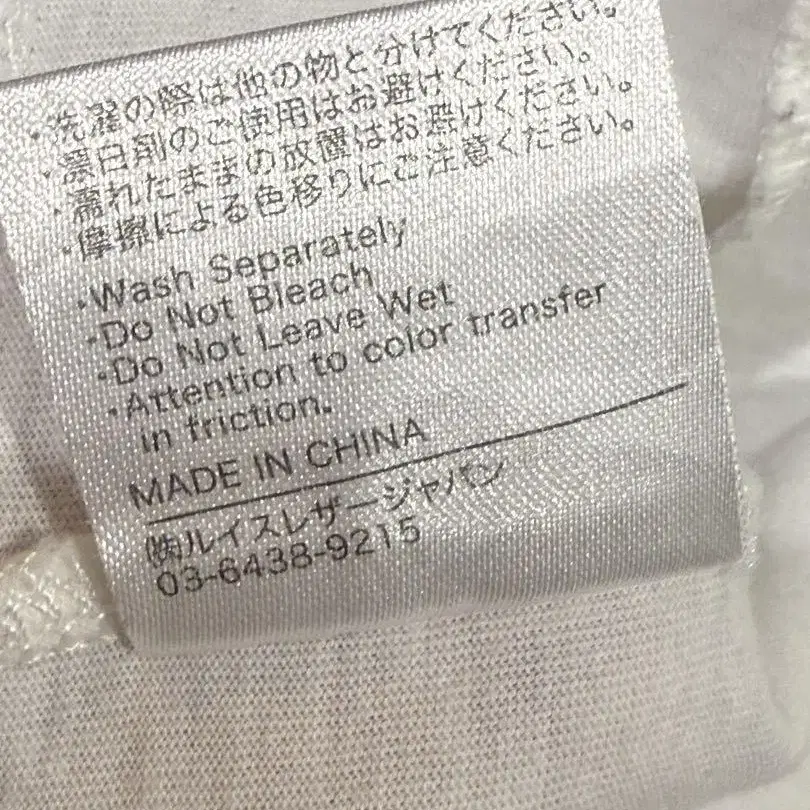 ・洗濯の際は他の物と分けてください。
・漂白剤のご使用はお避けください。
・濡れたままの放置はお避けください。
・摩擦による色移りにご注意ください。
・Wash Separately
・Do Not Bleach
・Do Not Leave Wet
・Attention to color transfer
in friction.
MADE IN CHINA
㈱ルイスレザージャパン
03-6438-9215